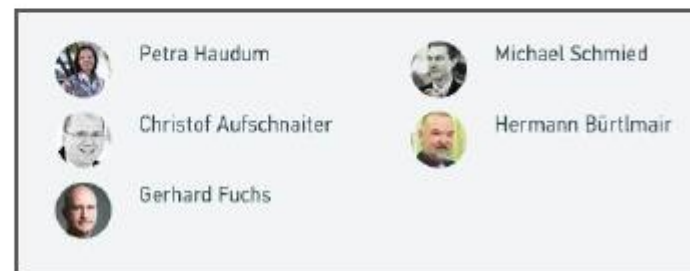 Petra Haudum
Michael Schmied
Christof Aufschnaiter
Hermann Bürtlmair
Gerhard Fuchs